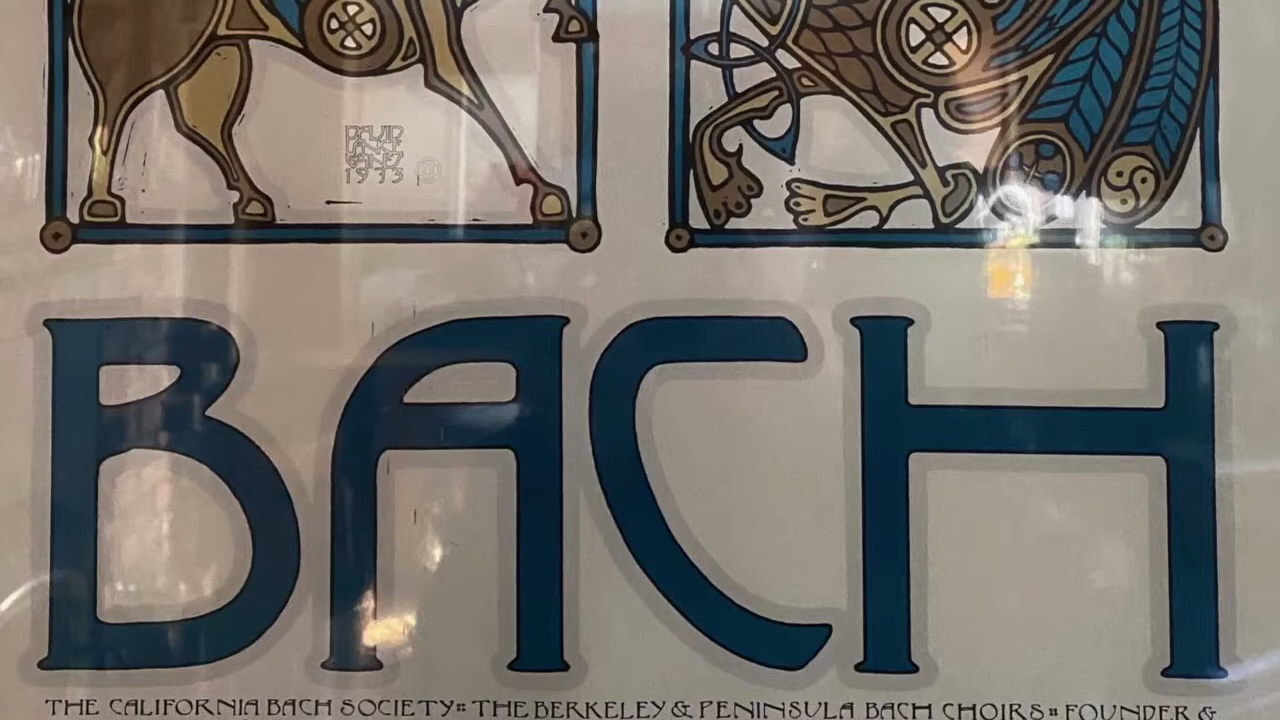 DAVID
LANCE
GOINES
1973
BACH
THE CALIFORNIA BACH SOCIETY THE BERKELEY & PENINSULA BACH CHOIRS FOUNDER &